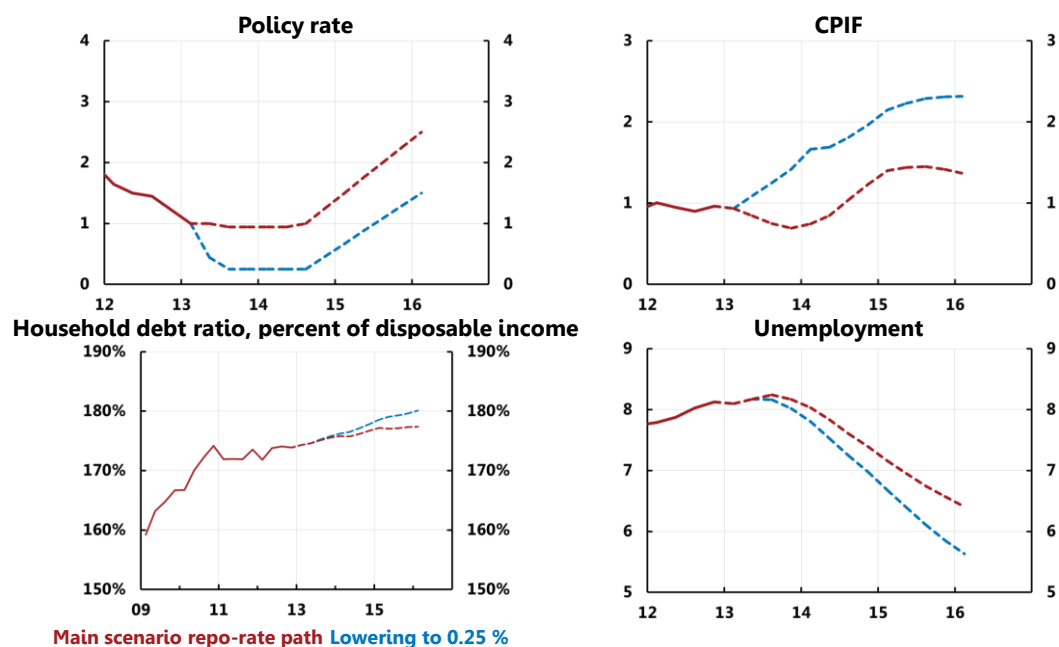 Policy rate
4 4
3 3
2 2
1 1
0 0
12 13 14 15 16
CPIF
3 3
2 2
1 1
0 0
12 13 14 15 16
Household debt ratio, percent of disposable income
190% 190%
180% 180%
170% 170%
160% 160%
150% 150%
09 11 13 15
Unemployment
9 9
8 8
7 7
6 6
5 5
12 13 14 15 16
Main scenario repo-rate path Lowering to 0.25 %